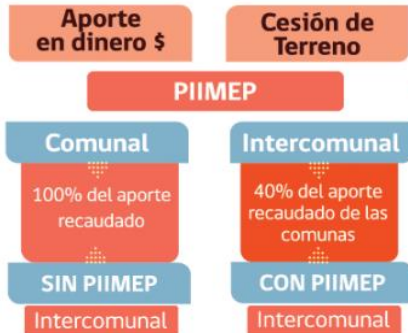 Aporte
en dinero $
Cesión de
Terreno
PIIMEP
Comunal
100% del aporte
recaudado
SIN PIIMEP
Intercomunal
Intercomunal
40% del aporte
recaudado de las
comunas
CON PIIMEP
Intercomunal